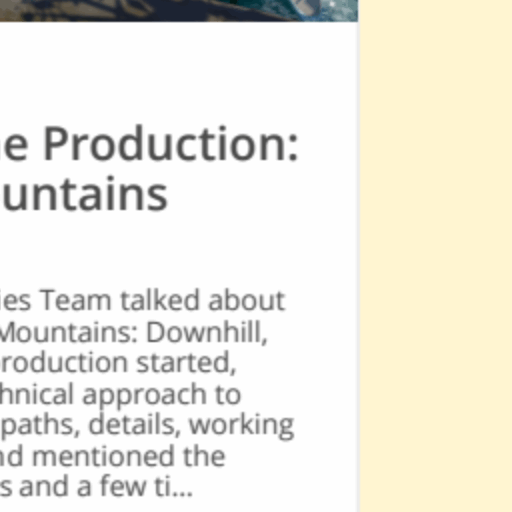 e Production:
untains
ies Team talked about
Mountains: Downhill,
roduction started,
hnical approach to
paths, details, working
nd mentioned the
s and a few ti...